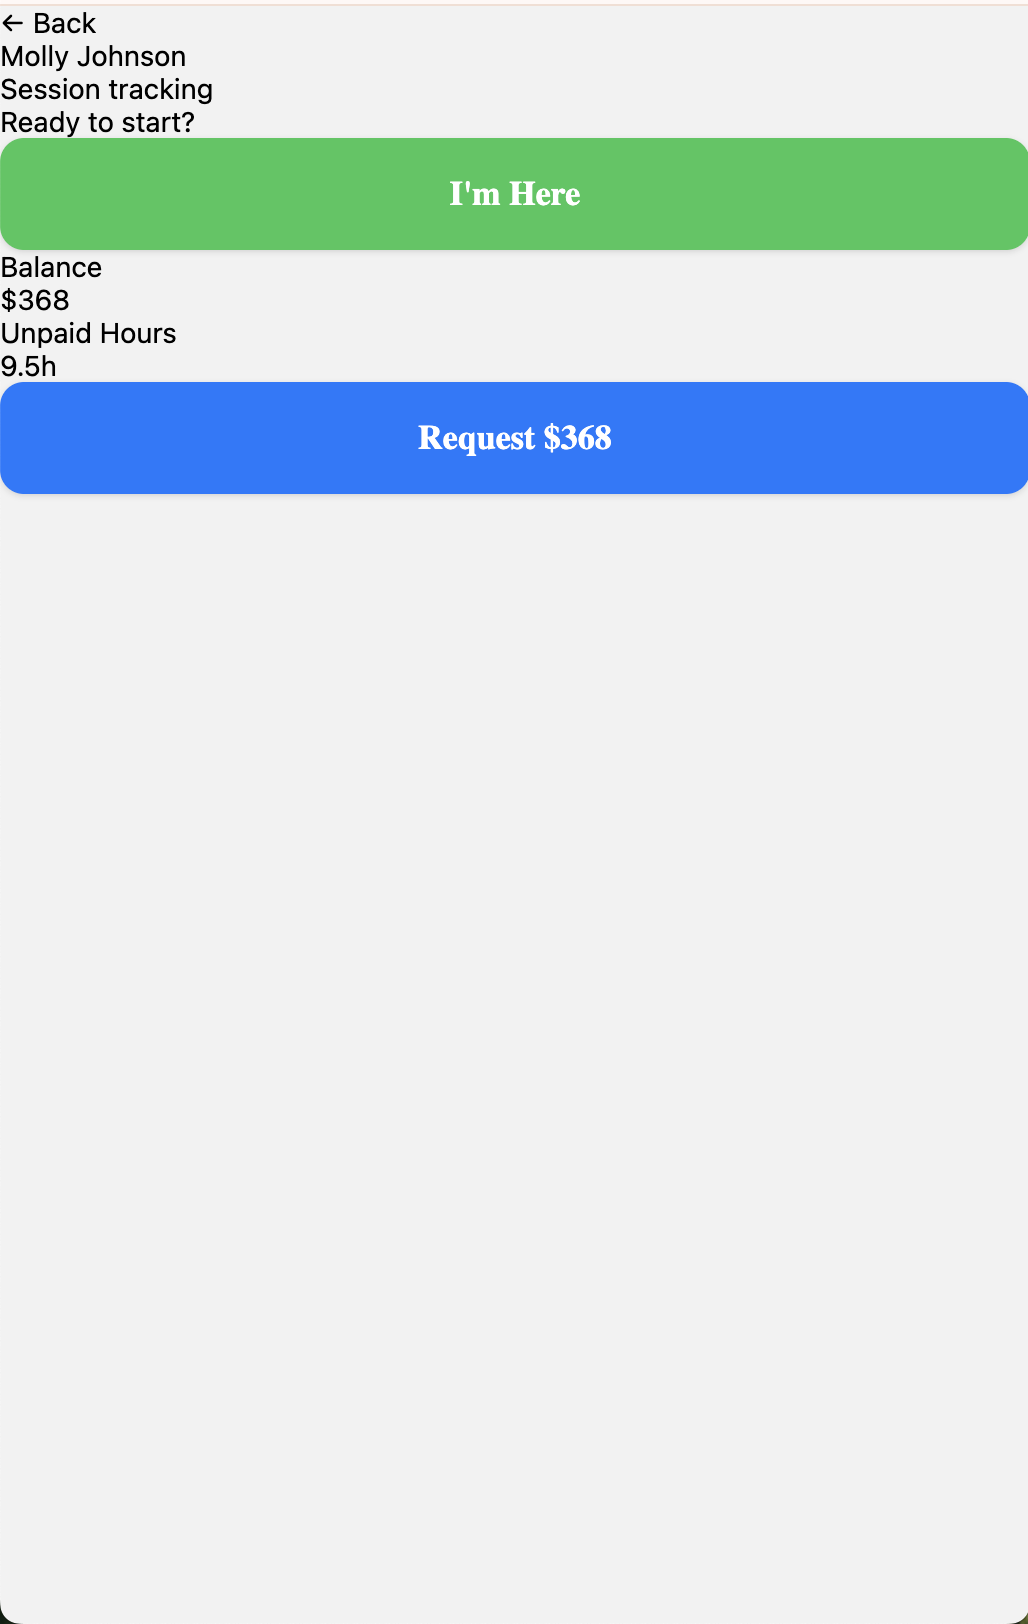 ← Back
Molly Johnson
Session tracking
Ready to start?
I'm Here
Balance
$368
Unpaid Hours
9.5h
Request $368